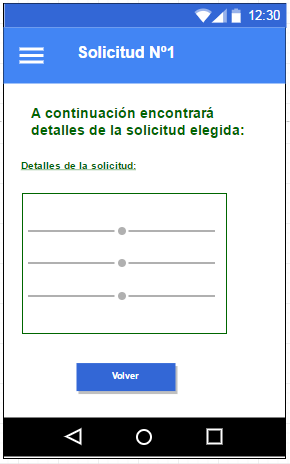 12:30
Solicitud Nº1
A continuación encontrará
detalles de la solicitud elegida:
Detalles de la solicitud:
Volver